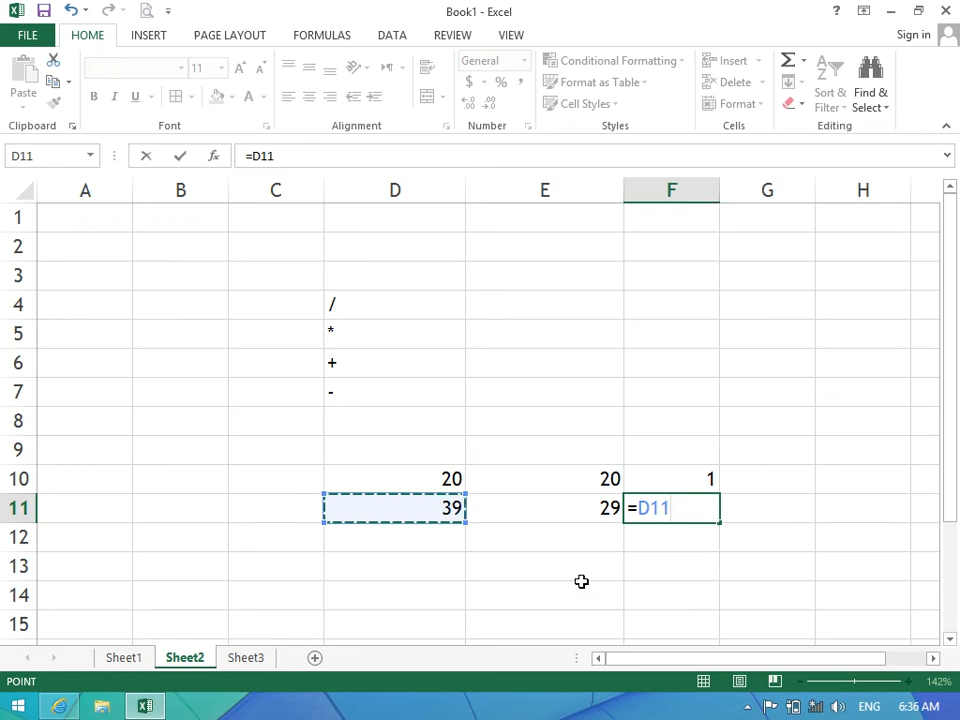 Book1 - Excel
?
FILE
HOME
INSERT
PAGE LAYOUT
FORMULAS
DATA
REVIEW
VIEW
Sign in
Paste
11
B I U
A
General
$ % ,
Conditional Formatting
Format as Table
Cell Styles
Insert
Delete
Format
Sort &
Filter
Find &
Select
Clipboard
Font
Alignment
Number
Styles
Cells
Editing
D11
fx
=D11
A B C D E F G H
1
2
3
4 /
5 *
6 +
7 -
8
9
10 20 20 1
11 39 29 =D11
12
13
14
15
Sheet1
Sheet2
Sheet3
POINT
142%
ENG
6:36 AM